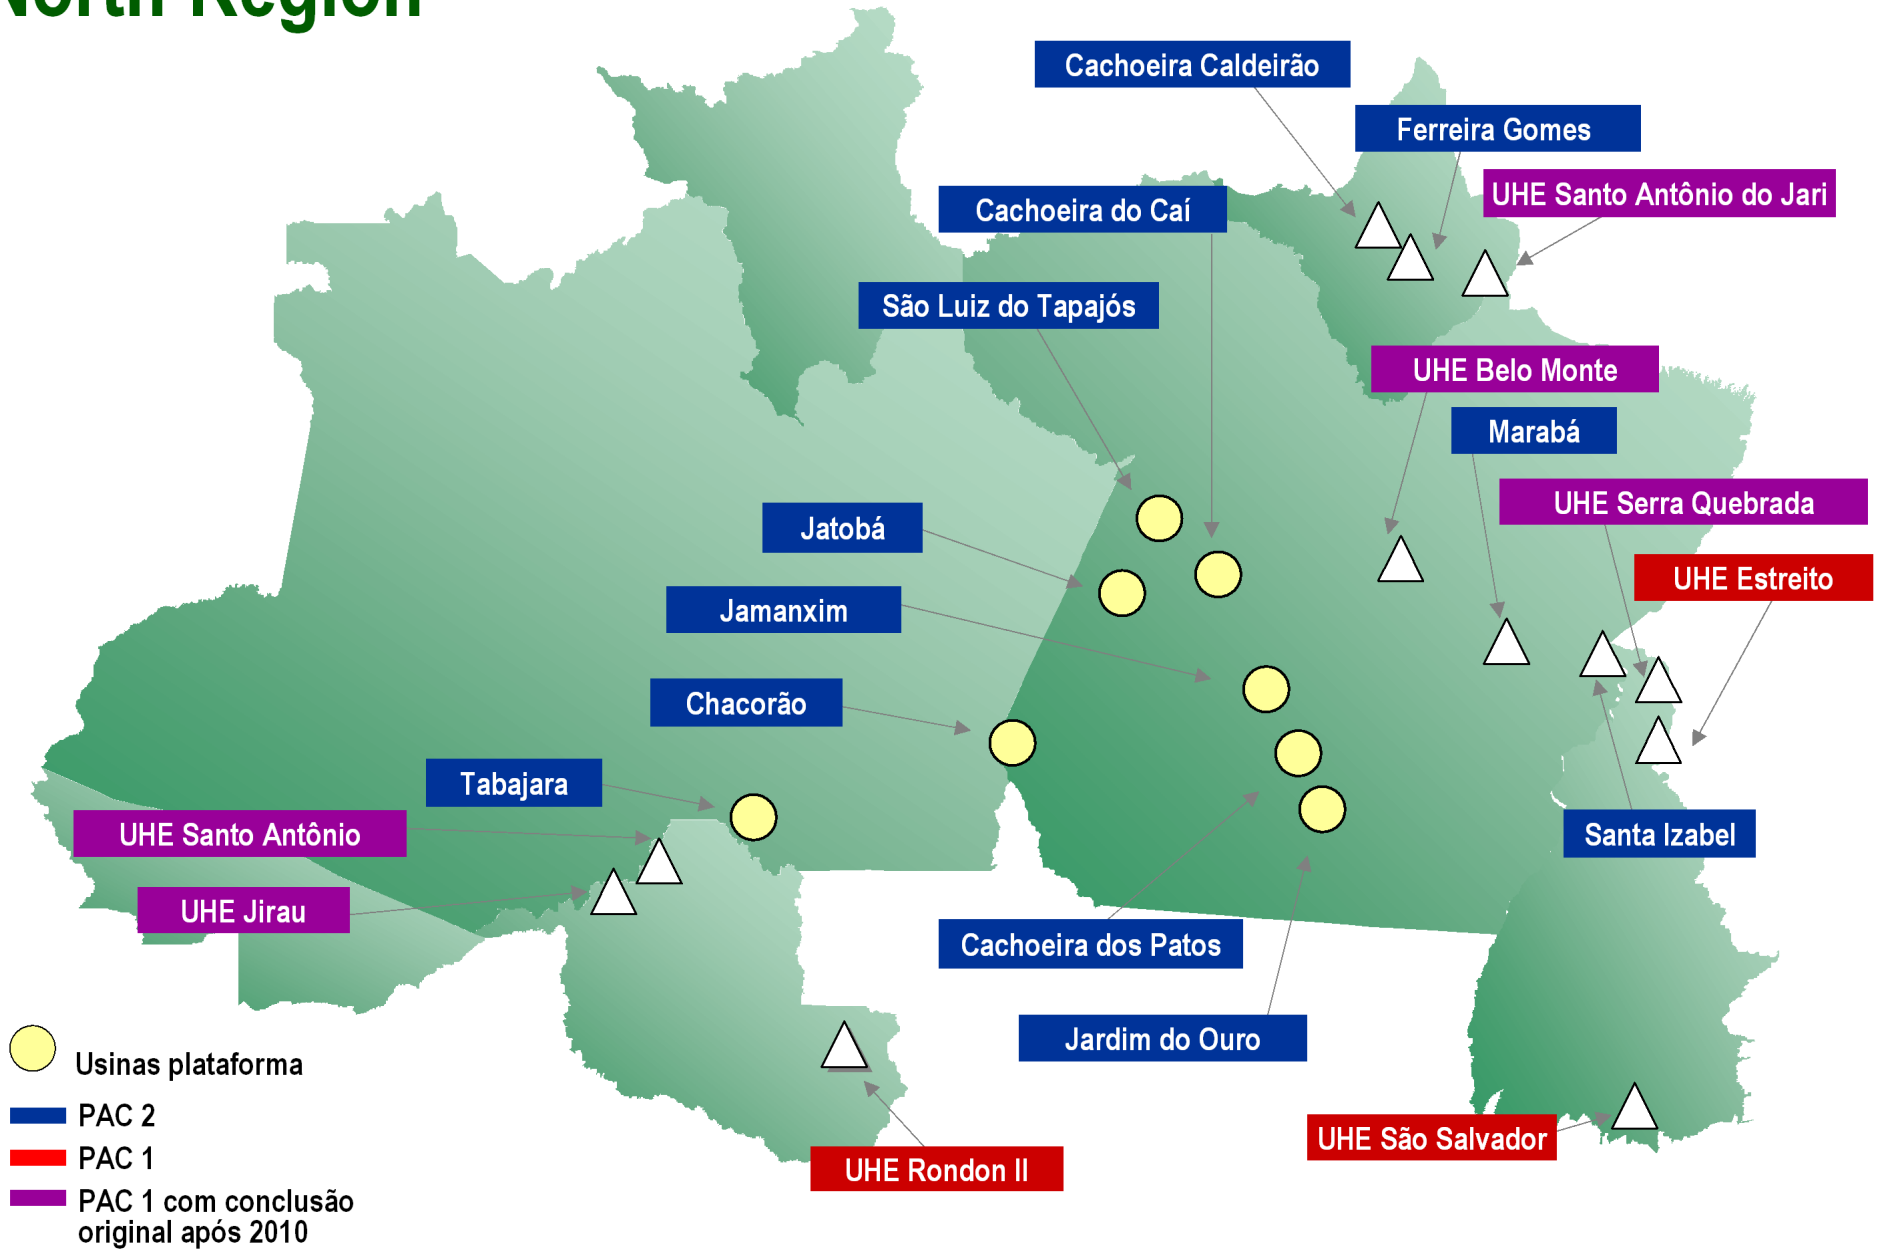 North Region
Cachoeira Caldeirão
Ferreira Gomes
UHE Santo Antônio do Jari
Cachoeira do Caí
São Luiz do Tapajós
UHE Belo Monte
Marabá
UHE Serra Quebrada
Jatobá
UHE Estreito
Jamanxim
Chacorão
Tabajara
UHE Santo Antônio
Santa Izabel
UHE Jirau
Cachoeira dos Patos
Jardim do Ouro
Usinas plataforma
PAC 2
UHE São Salvador
PAC 1
UHE Rondon II
PAC 1 com conclusão
original após 2010